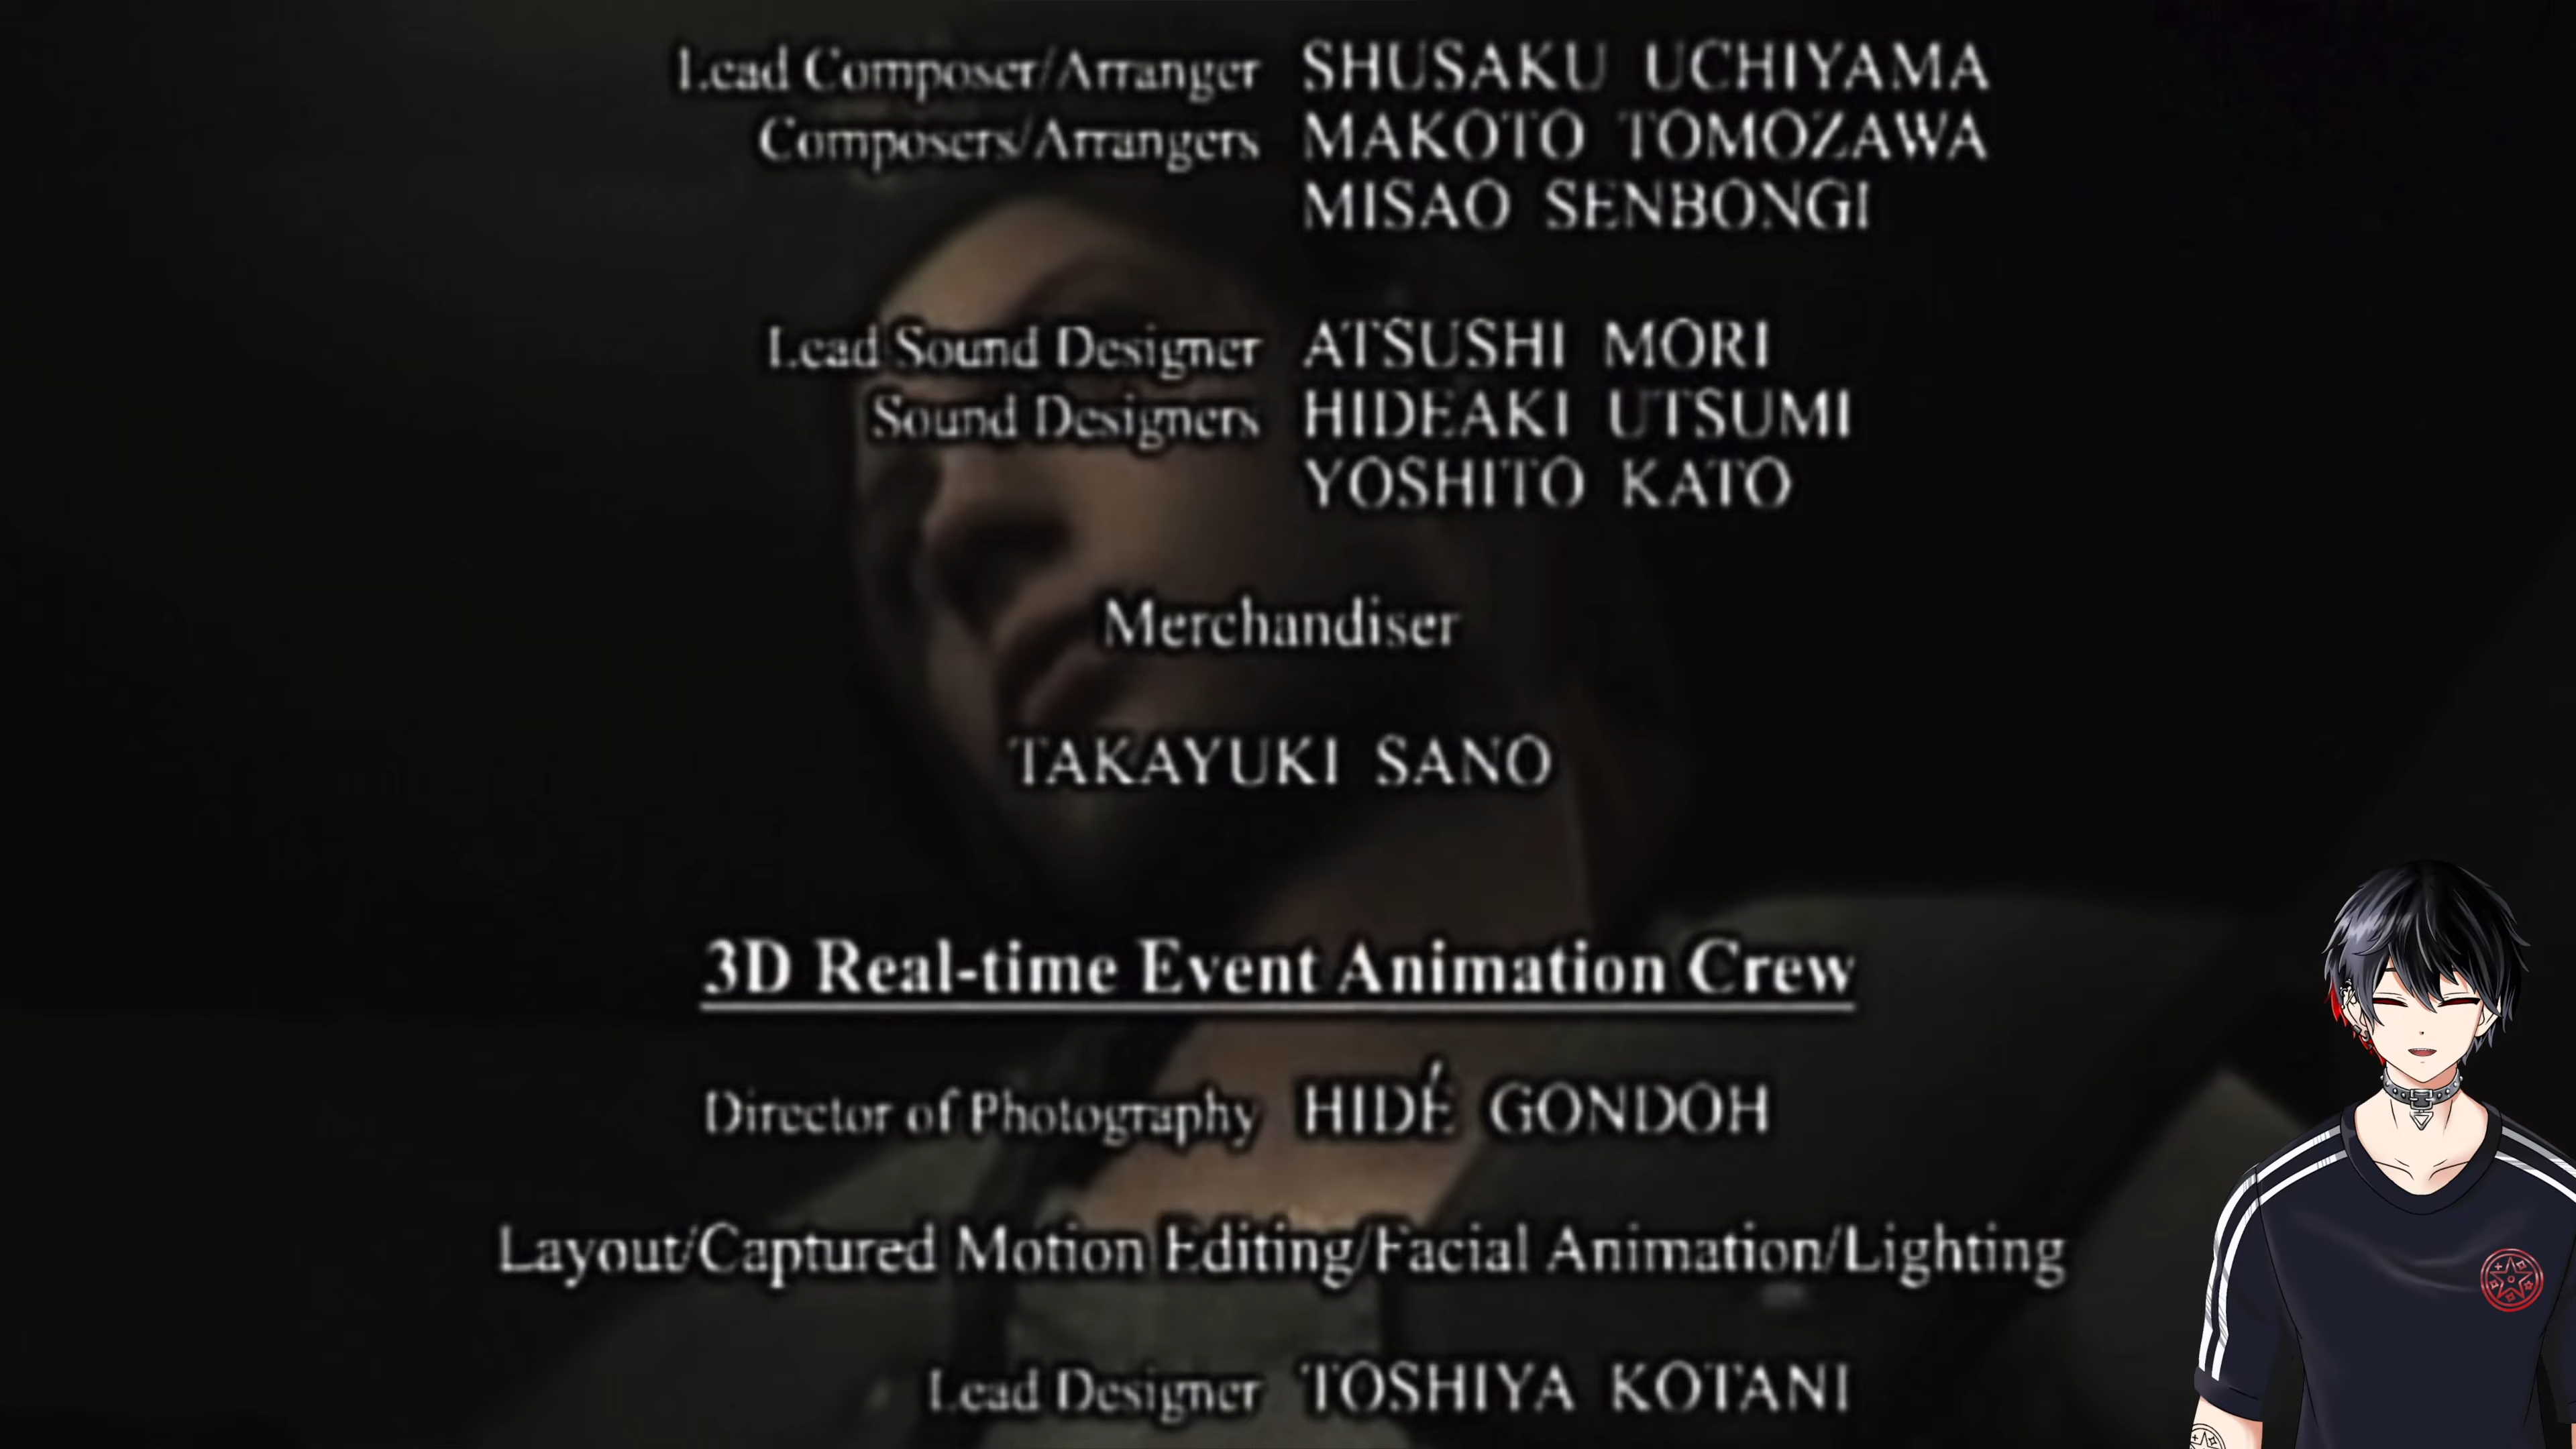 Lead Composer/Arranger SHUSAKU UCHIYAMA
Composers/Arrangers MAKOTO TOMOZAWA
MISAO SENBONGI
Lead Sound Designer ATSUSHI MORI
Sound Designers HIDEAKI UTSUMI
YOSHITO KATO
Merchandiser
TAKAYUKI SANO
3D Real-time Event Animation Crew
Director of Photography HIDÉ GONDOH
Layout/Captured Motion Editing/Facial Animation/Lighting
Lead Designer TOSHIYA KOTANI